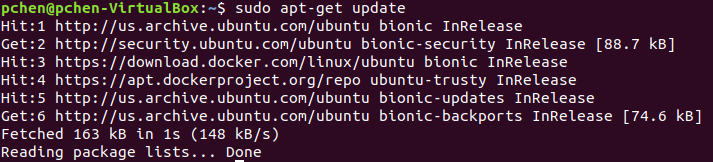 pchen@pchen-VirtualBox:~$ sudo apt-get update
Hit:1 http://us.archive.ubuntu.com/ubuntu bionic InRelease
Get:2 http://security.ubuntu.com/ubuntu bionic-security InRelease [88.7 kB]
Hit:3 https://download.docker.com/linux/ubuntu bionic InRelease
Hit:4 https://apt.dockerproject.org/repo ubuntu-trusty InRelease
Hit:5 http://us.archive.ubuntu.com/ubuntu bionic-updates InRelease
Get:6 http://us.archive.ubuntu.com/ubuntu bionic-backports InRelease [74.6 kB]
Fetched 163 kB in 1s (148 kB/s)
Reading package lists... Done